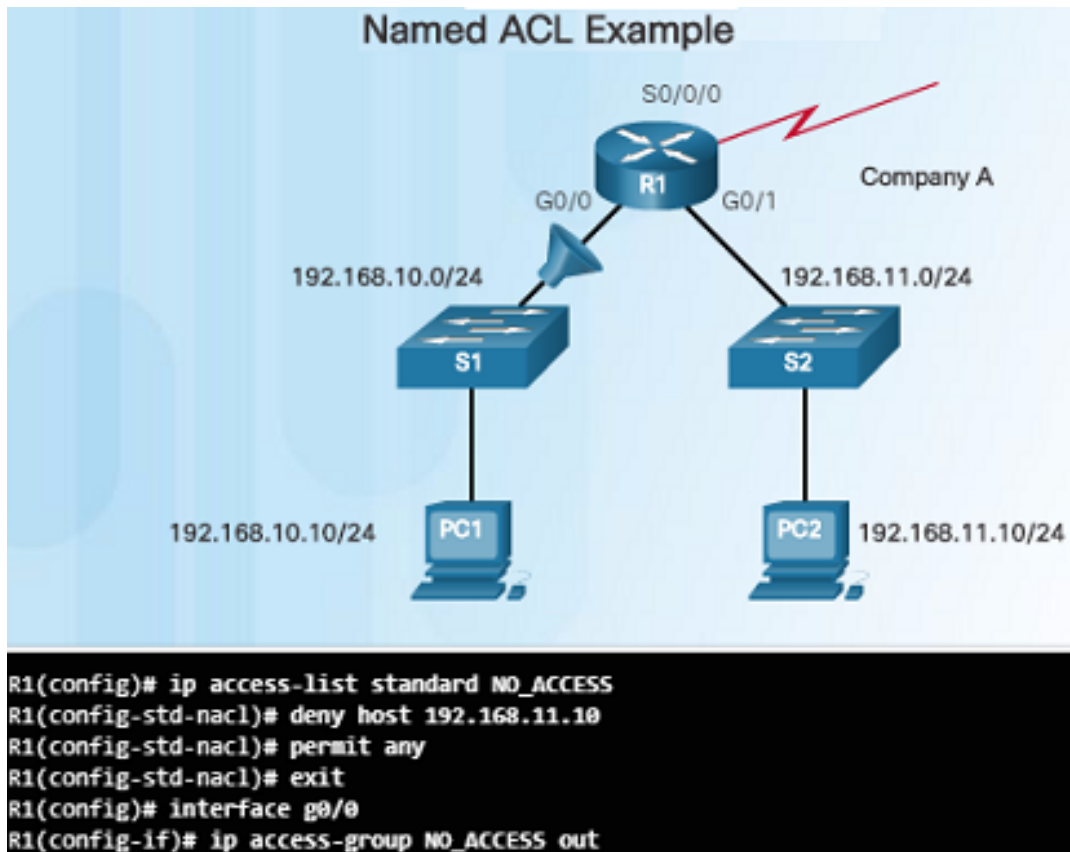 Named ACL Example
S0/0/0
R1
Company A
G0/0
G0/1
192.168.10.0/24
192.168.11.0/24
S1
S2
192.168.10.10/24
PC1
PC2
192.168.11.10/24
R1(config)# ip access-list standard NO_ACCESS
R1(config-std-nacl)# deny host 192.168.11.10
R1(config-std-nacl)# permit any
R1(config-std-nacl)# exit
R1(config)# interface g0/0
R1(config-if)# ip access-group NO_ACCESS out